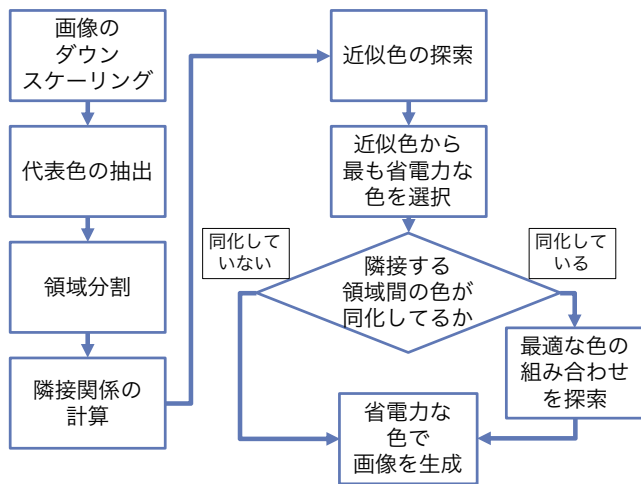 画像の
ダウン
スケーリング
代表色の抽出
領域分割
隣接関係の
計算
近似色の探索
近似色から
最も省電力な
色を選択
同化して
いない
同化して
いる
隣接する
領域間の色が
同化してるか
最適な色の
組み合わせ
を探索
省電力な
色で
画像を生成